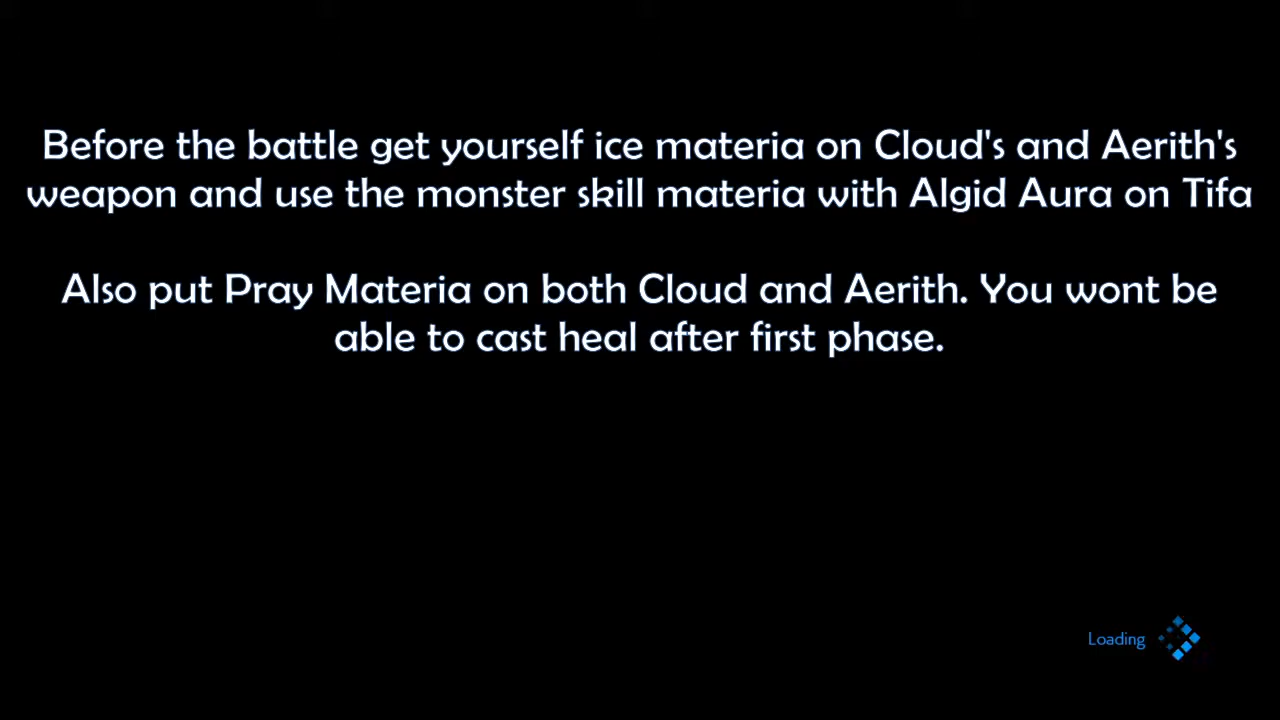 Before the battle get yourself ice materia on Cloud's and Aerith's
weapon and use the monster skill materia with Algid Aura on Tifa
Also put Pray Materia on both Cloud and Aerith. You wont be
able to cast heal after first phase.
Loading